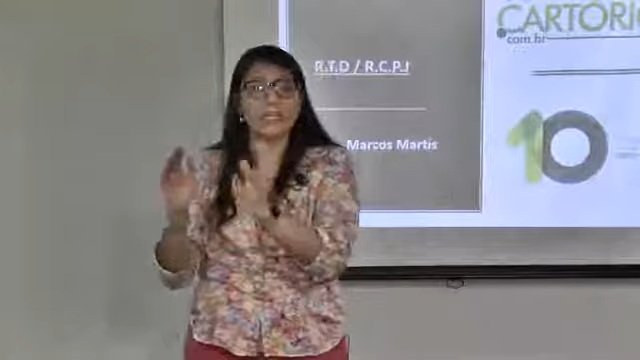 CARTÓRIO
com.br
R.T.D / R.C.P.J
Marcos Martis
10